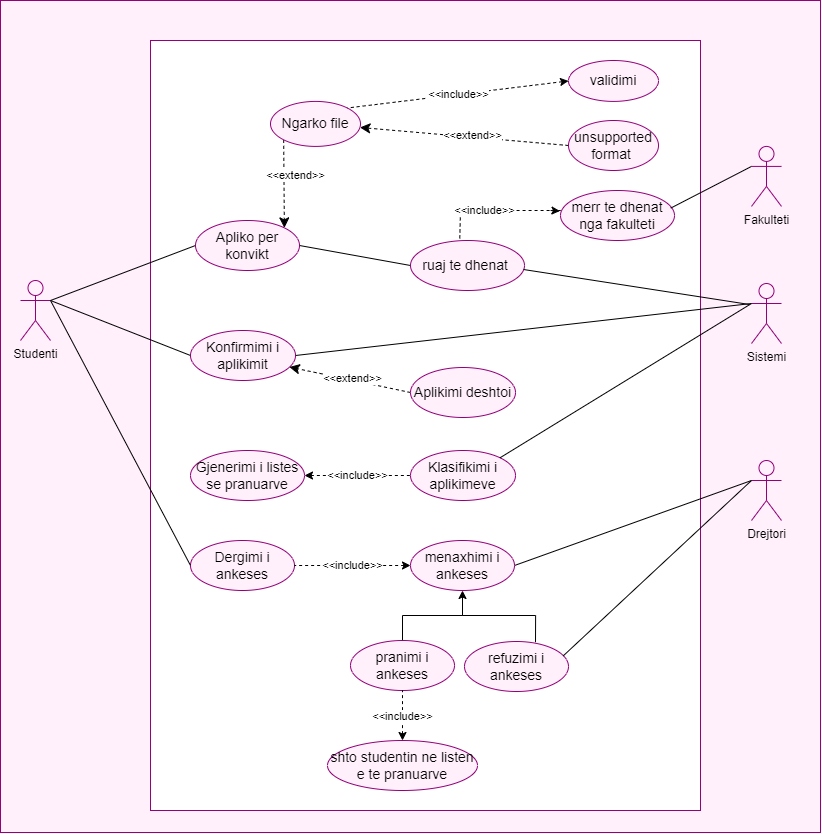 validimi
<<include>>
Ngarko file
unsupported
format
<<extend>>
<<extend>>
merr te dhenat
nga fakulteti
<<include>>
Fakulteti
Apliko per
konvikt
ruaj te dhenat
Studenti
Sistemi
Konfirmimi i
aplikimit
<<extend>>
Aplikimi deshtoi
Gjenerimi i listes
se pranuarve
<<include>>
Klasifikimi i
aplikimeve
Drejtori
Dergimi i
ankeses
<<include>>
menaxhimi i
ankeses
pranimi i
ankeses
refuzimi i
ankeses
<<include>>
shto studentin ne listen
e te pranuarve